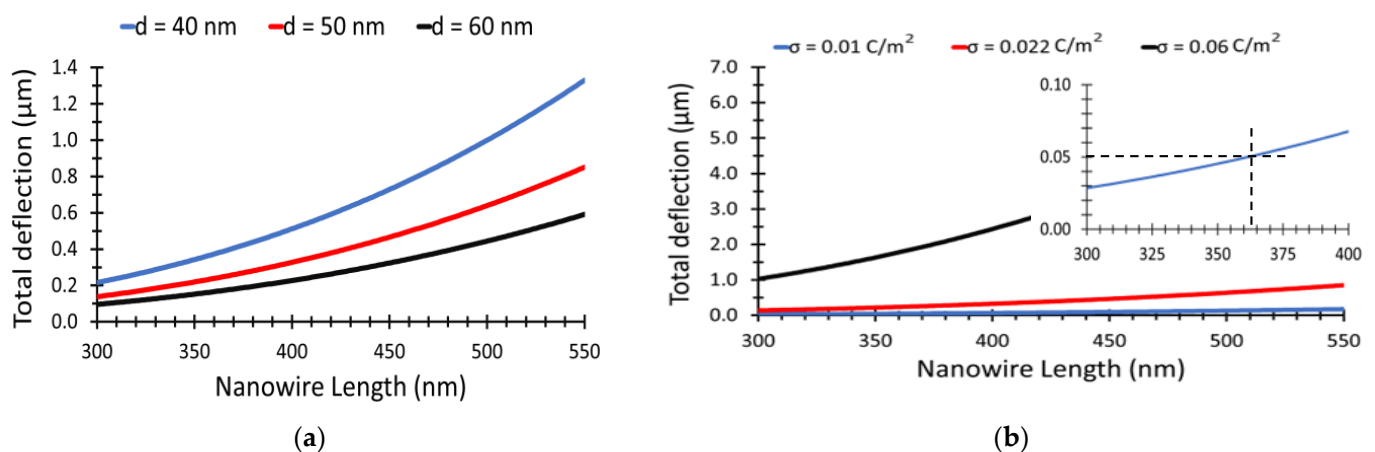 d = 40 nm d = 50 nm d = 60 nm
Total deflection (µm)
1.4
1.2
1.0
0.8
0.6
0.4
0.2
0.0
300 350 400 450 500 550
Nanowire Length (nm)
(a)
σ = 0.01 C/m² σ = 0.022 C/m² σ = 0.06 C/m²
Total deflection (µm)
7.0
6.0
5.0
4.0
3.0
2.0
1.0
0.0
300 350 400 450 500 550
Nanowire Length (nm)
0.10
0.05
0.00
300 325 350 375 400
(b)